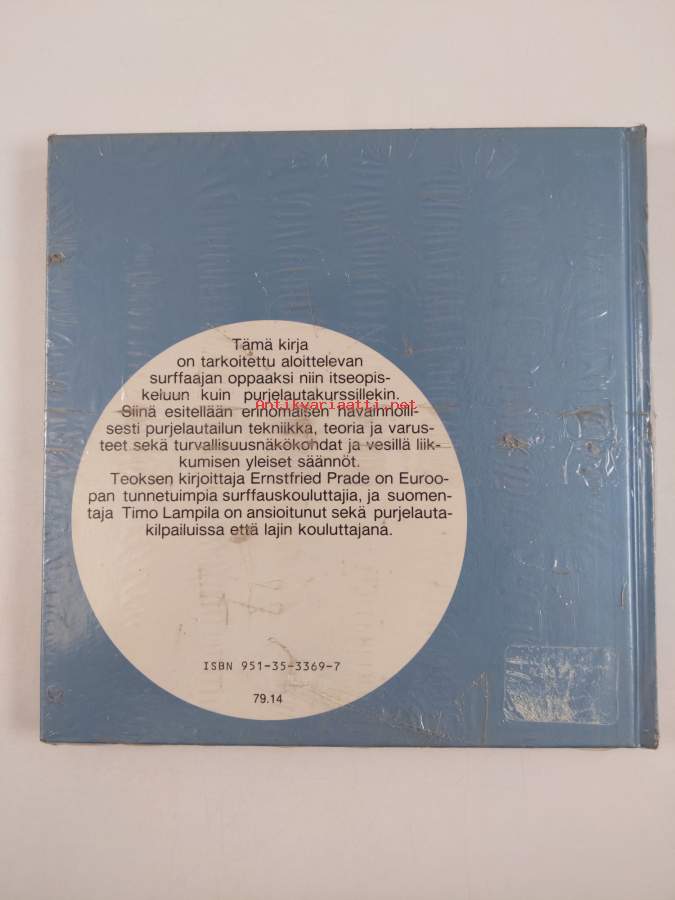 Tämä kirja
on tarkoitettu aloittelevan
surffaajan oppaaksi niin itseopis-
keluun kuin purjelautakurssillekin.
Antikvariaatti.net
Siinä esitellään erinomaisen havainnolli-
sesti purjelautailun tekniikka, teoria ja varus-
teet sekä turvallisuusnäkökohdat ja vesillä liik-
kumisen yleiset säännöt.
Teoksen kirjoittaja Ernstfried Prade on Euroo-
pan tunnetuimpia surffauskouluttajia, ja suomen-
taja Timo Lampila on ansioitunut sekä purjelauta-
kilpailuissa että lajin kouluttajana.
ISBN 951-35-3369-7
79.14